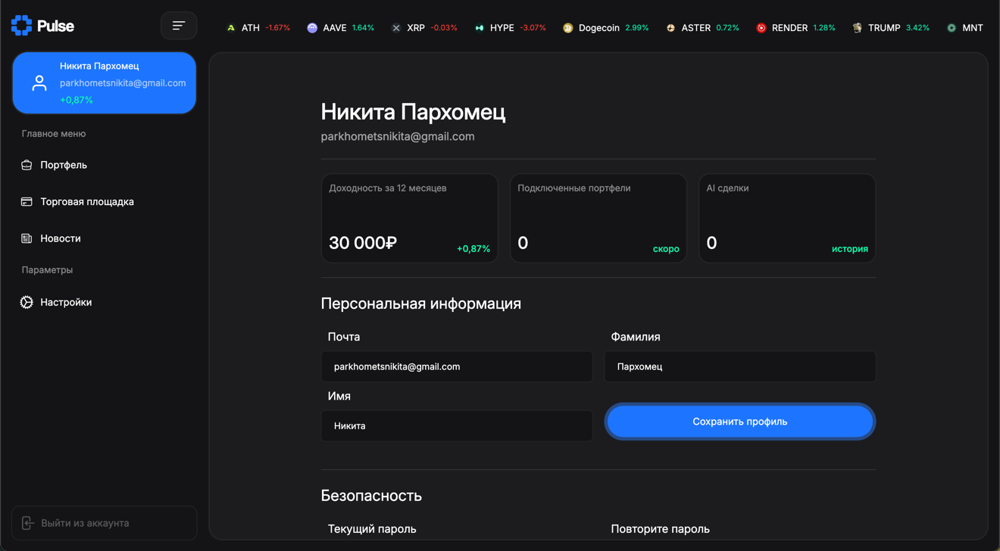 Pulse
ATH -1.67% AAVE 1.64% XRP -0.03% HYPE -3.07% Dogecoin 2.99% ASTER 0.72% RENDER 1.28% TRUMP 3.42% MNT
Никита Пархомец
parkhometsnikita@gmail.com
+0,87%
Главное меню
Портфель
Торговая площадка
Новости
Параметры
Настройки
Выйти из аккаунта
Никита Пархомец
parkhometsnikita@gmail.com
Доходность за 12 месяцев
30 000₽ +0,87%
Подключенные портфели
0 скоро
AI сделки
0 история
Персональная информация
Почта
parkhometsnikita@gmail.com
Фамилия
Пархомец
Имя
Никита
Сохранить профиль
Безопасность
Текущий пароль
Повторите пароль